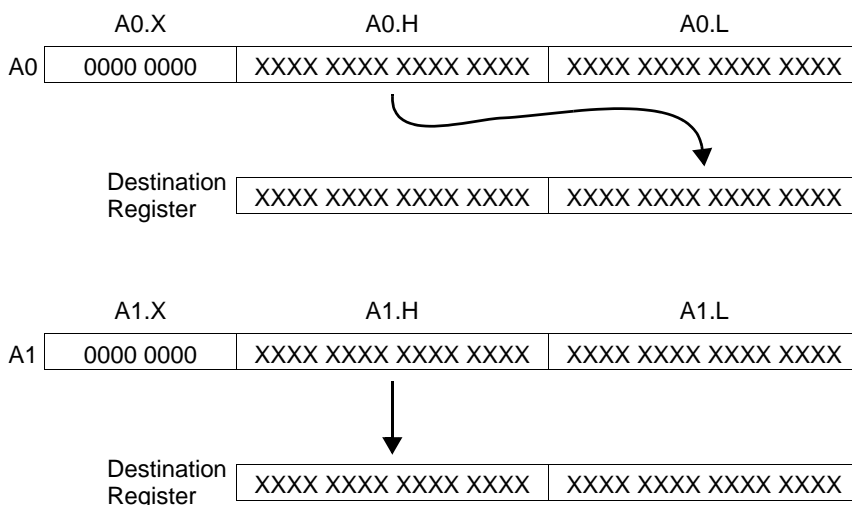 A0.X A0.H A0.L
A0 0000 0000 XXXX XXXX XXXX XXXX XXXX XXXX XXXX XXXX
Destination
Register XXXX XXXX XXXX XXXX XXXX XXXX XXXX XXXX
A1.X A1.H A1.L
A1 0000 0000 XXXX XXXX XXXX XXXX XXXX XXXX XXXX XXXX
Destination
Register XXXX XXXX XXXX XXXX XXXX XXXX XXXX XXXX